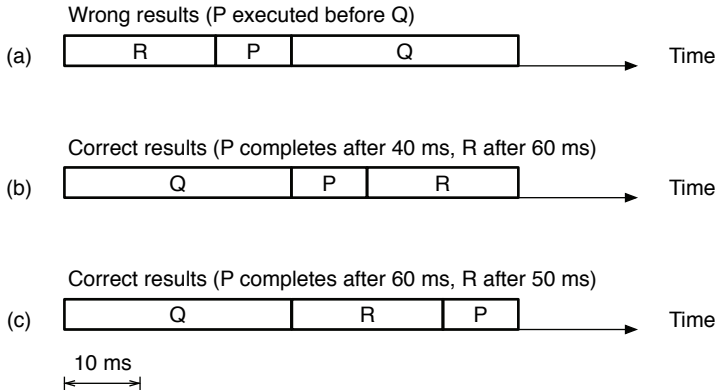 Wrong results (P executed before Q)
(a) R P Q Time
Correct results (P completes after 40 ms, R after 60 ms)
(b) Q P R Time
Correct results (P completes after 60 ms, R after 50 ms)
(c) Q R P Time
10 ms